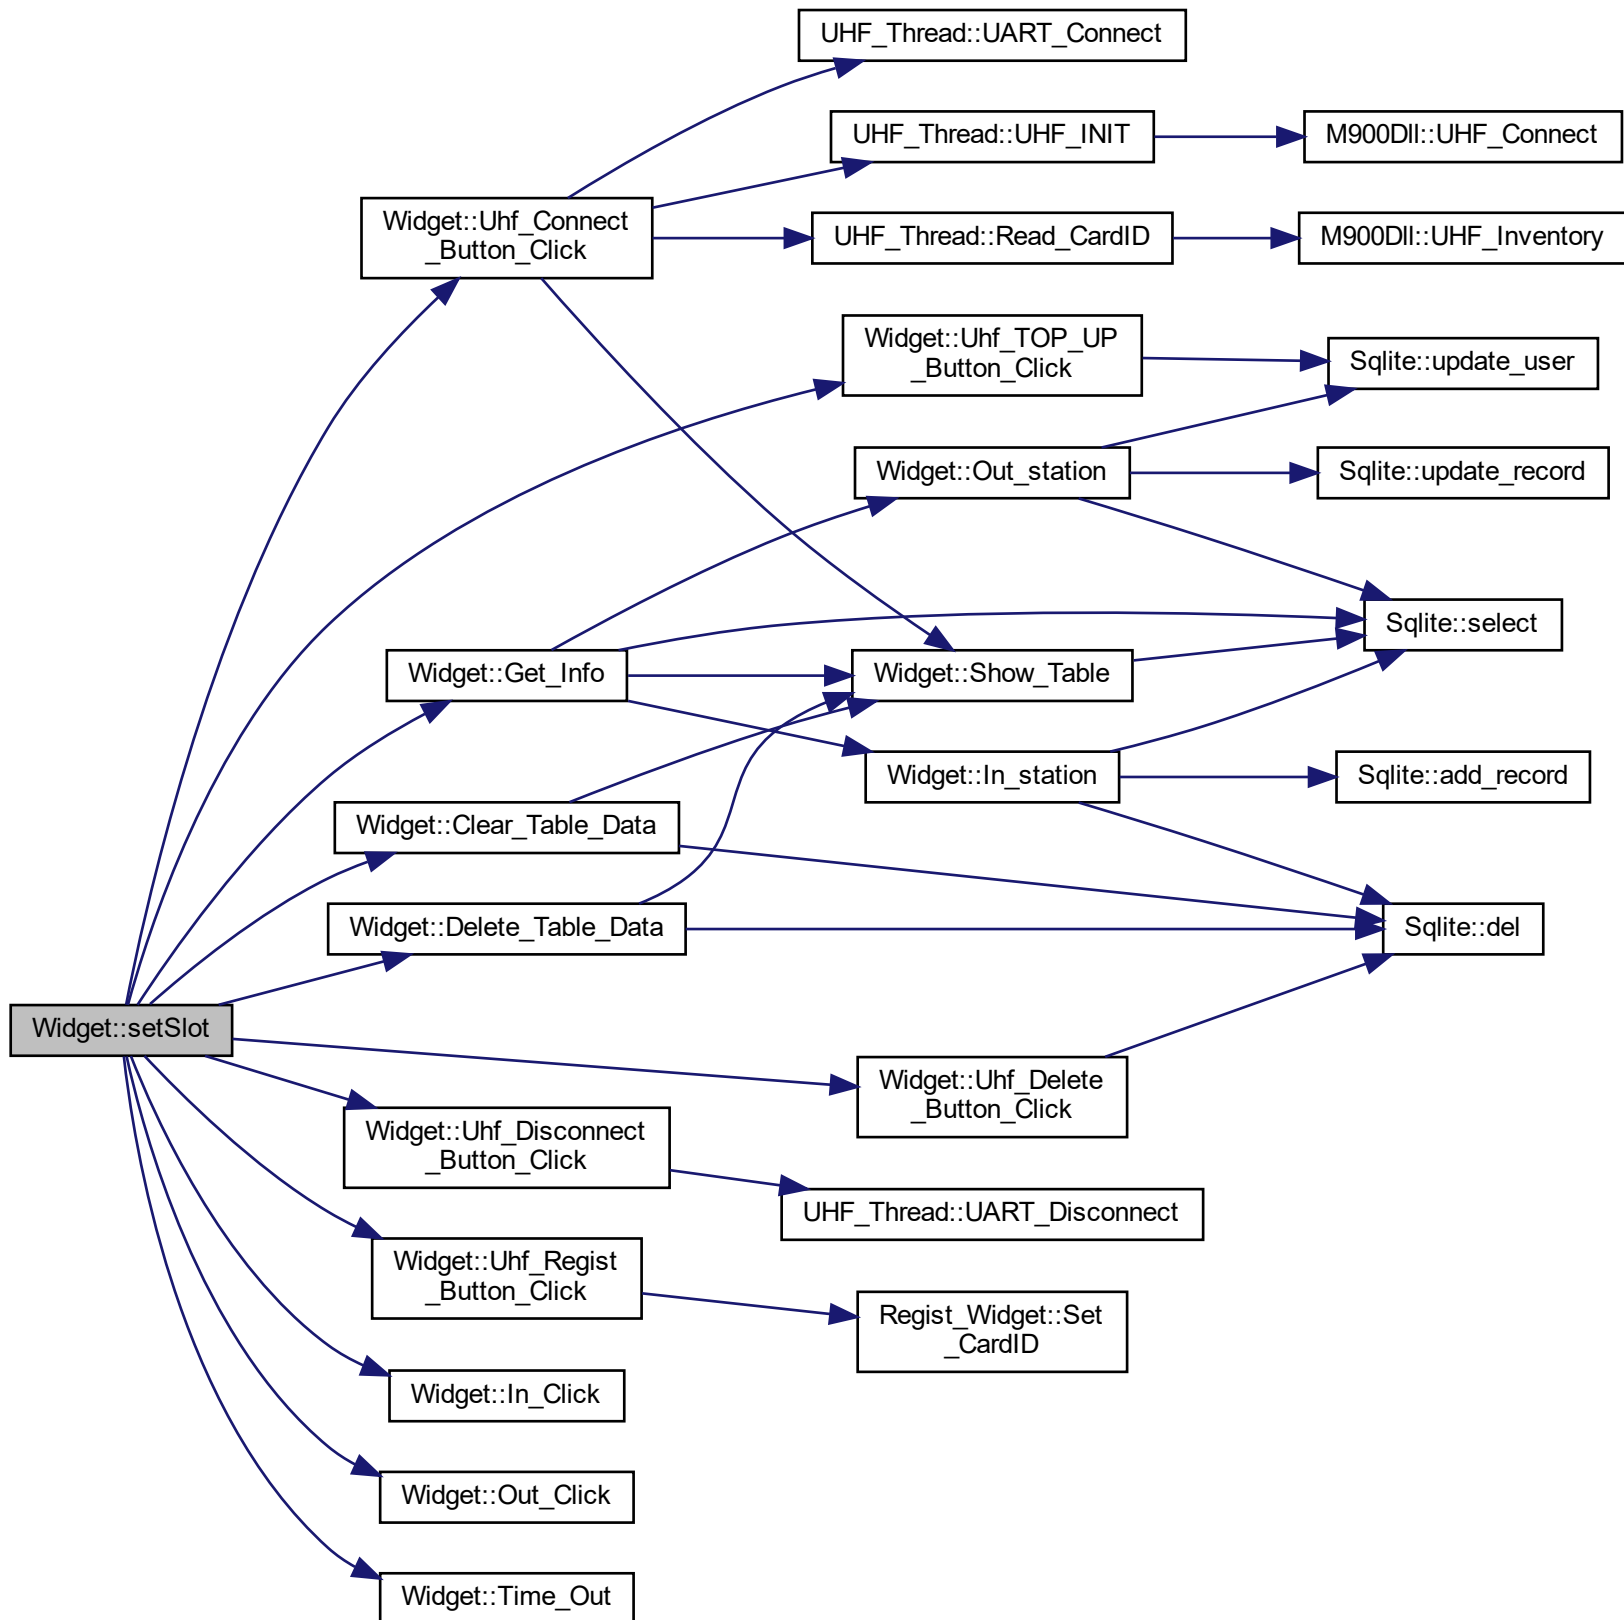 UHF_Thread::UART_Connect
UHF_Thread::UHF_INIT
M900Dll::UHF_Connect
Widget::Uhf_Connect
_Button_Click
UHF_Thread::Read_CardID
M900Dll::UHF_Inventory
Widget::Uhf_TOP_UP
_Button_Click
Sqlite::update_user
Widget::Out_station
Sqlite::update_record
Sqlite::select
Widget::Get_Info
Widget::Show_Table
Widget::In_station
Sqlite::add_record
Widget::Clear_Table_Data
Widget::Delete_Table_Data
Sqlite::del
Widget::setSlot
Widget::Uhf_Delete
_Button_Click
Widget::Uhf_Disconnect
_Button_Click
UHF_Thread::UART_Disconnect
Widget::Uhf_Regist
_Button_Click
Regist_Widget::Set
_CardID
Widget::In_Click
Widget::Out_Click
Widget::Time_Out